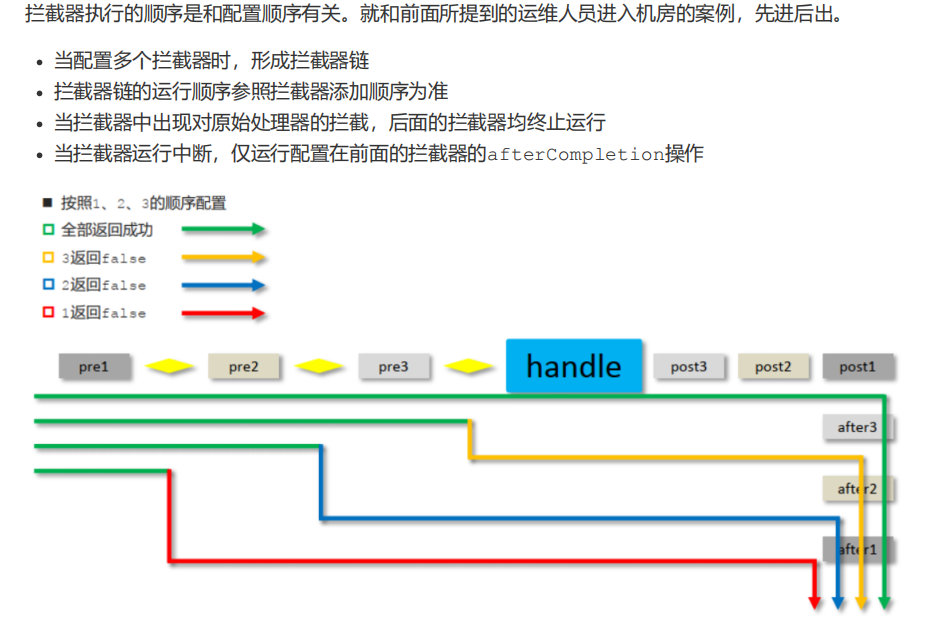 拦截器执行的顺序是和配置顺序有关。就和前面所提到的运维人员进入机房的案例，先进后出。
当配置多个拦截器时，形成拦截器链
拦截器链的运行顺序参照拦截器添加顺序为准
当拦截器中出现对原始处理器的拦截，后面的拦截器均终止运行
当拦截器运行中断，仅运行配置在前面的拦截器的afterCompletion操作
按照1、2、3的顺序配置
全部返回成功
3返回false
2返回false
1返回false
pre1 pre2 pre3 handle post3 post2 post1
after3
after2
after1